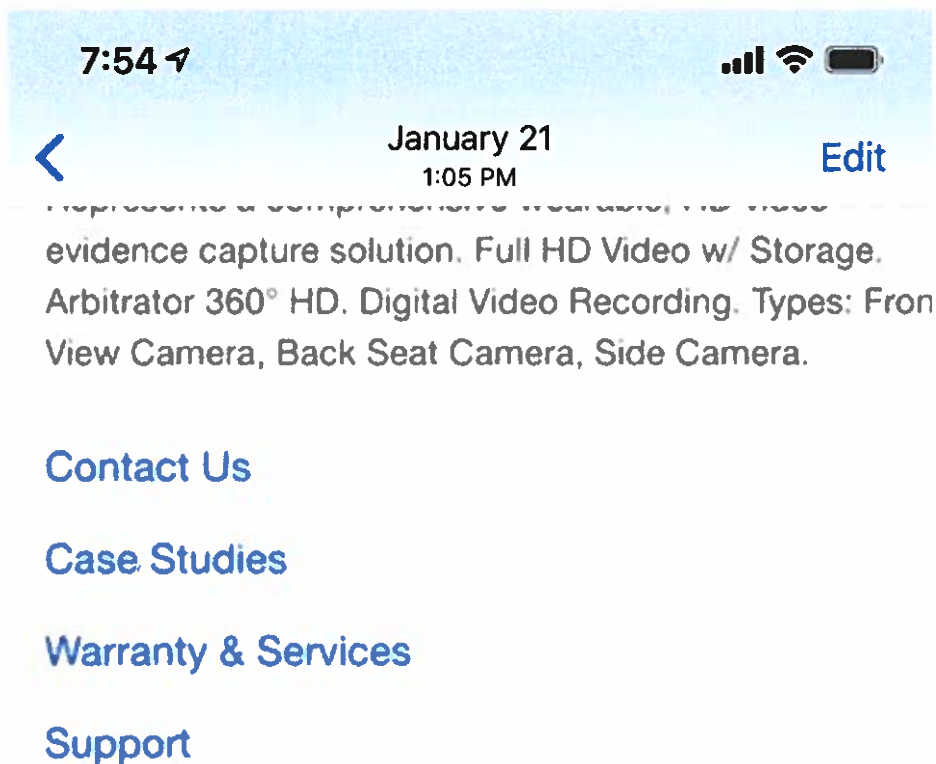 7:54
January 21
1:05 PM
Edit
evidence capture solution. Full HD Video w/ Storage.
Arbitrator 360° HD. Digital Video Recording. Types: Fron
View Camera, Back Seat Camera, Side Camera.
Contact Us
Case Studies
Warranty & Services
Support